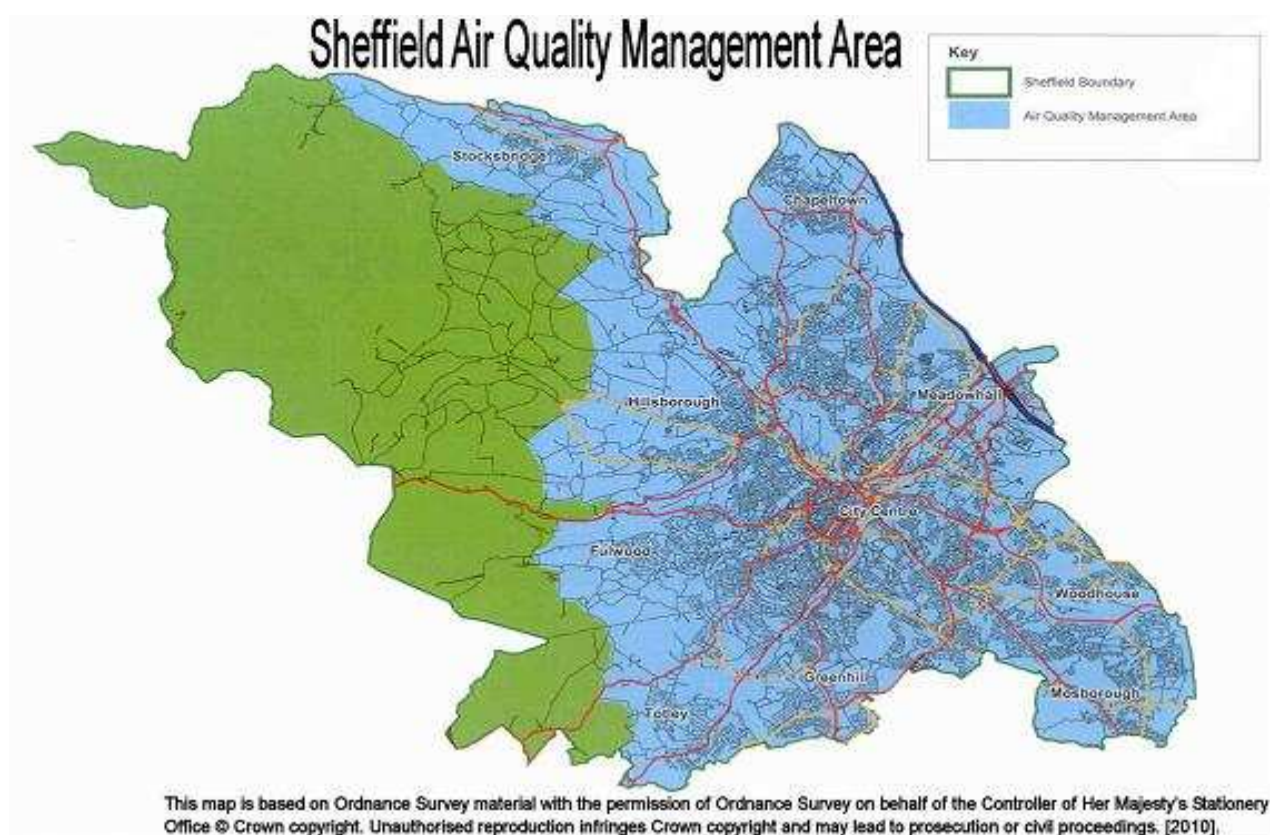 Sheffield Air Quality Management Area
Key
Sheffield Boundary
Air Quality Management Area
Stocksbridge
Chapeltown
Hillsborough
Meadowhall
City Centre
Fulwood
Woodhouse
Greenhill
Mosborough
Totley
This map is based on Ordnance Survey material with the permission of Ordnance Survey on behalf of the Controller of Her Majesty's Stationery
Office © Crown copyright. Unauthorised reproduction infringes Crown copyright and may lead to prosecution or civil proceedings. [2010].